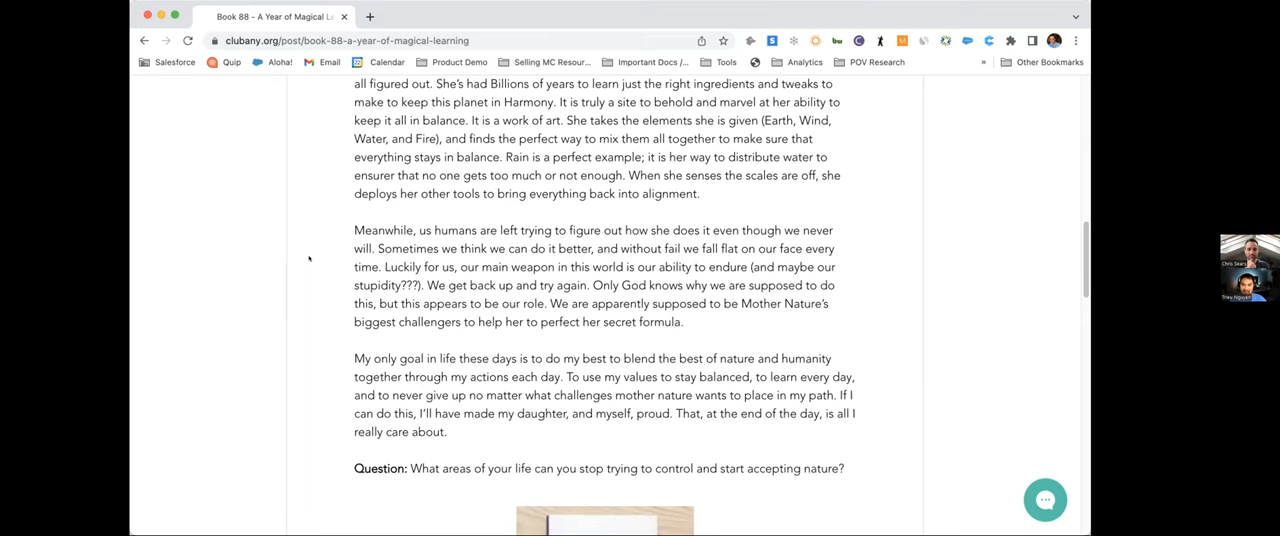 Book 88 - A Year of Magical Le
clubany.org/post/book-88-a-year-of-magical-learning
Salesforce Quip Aloha! Email Calendar Product Demo Selling MC Resour... Important Docs /... Tools Analytics POV Research » Other Bookmarks
all figured out. She's had Billions of years to learn just the right ingredients and tweaks to
make to keep this planet in Harmony. It is truly a site to behold and marvel at her ability to
keep it all in balance. It is a work of art. She takes the elements she is given (Earth, Wind,
Water, and Fire), and finds the perfect way to mix them all together to make sure that
everything stays in balance. Rain is a perfect example; it is her way to distribute water to
ensurer that no one gets too much or not enough. When she senses the scales are off, she
deploys her other tools to bring everything back into alignment.
Meanwhile, us humans are left trying to figure out how she does it even though we never
will. Sometimes we think we can do it better, and without fail we fall flat on our face every
time. Luckily for us, our main weapon in this world is our ability to endure (and maybe our
stupidity???). We get back up and try again. Only God knows why we are supposed to do
this, but this appears to be our role. We are apparently supposed to be Mother Nature's
biggest challengers to help her to perfect her secret formula.
My only goal in life these days is to do my best to blend the best of nature and humanity
together through my actions each day. To use my values to stay balanced, to learn every day,
and to never give up no matter what challenges mother nature wants to place in my path. If I
can do this, I'll have made my daughter, and myself, proud. That, at the end of the day, is all I
really care about.
Question: What areas of your life can you stop trying to control and start accepting nature?
Chris Sears
Trieu Nguyen